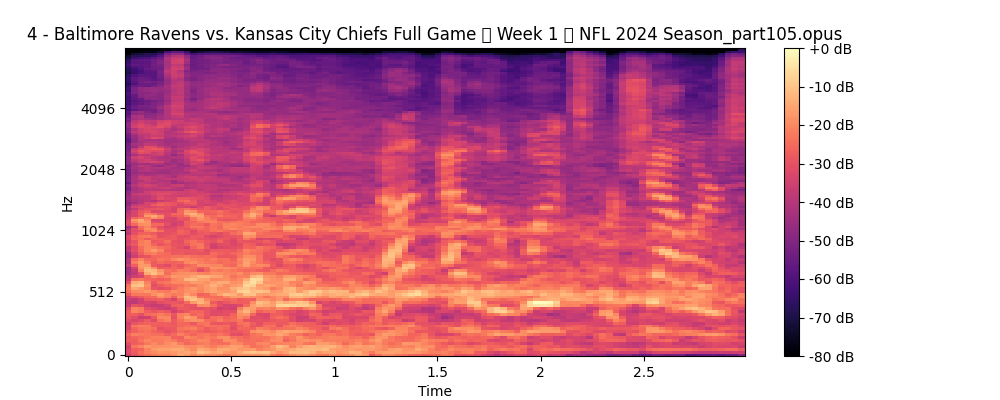 4 - Baltimore Ravens vs. Kansas City Chiefs Full Game ▯ Week 1 ▯ NFL 2024 Season_part105.opus
+0 dB
-10 dB
-20 dB
-30 dB
-40 dB
-50 dB
-60 dB
-70 dB
-80 dB
4096
2048
1024
512
0
Hz
0
0.5
1
1.5
2
2.5
Time